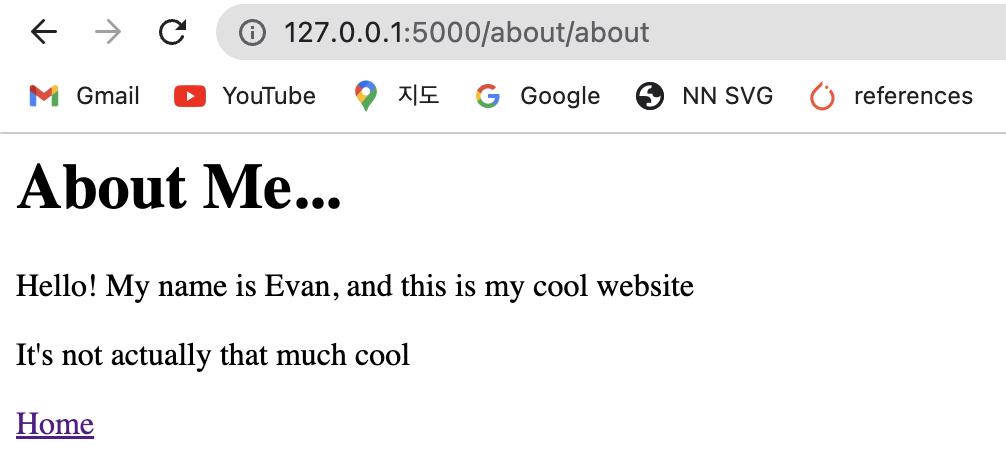 127.0.0.1:5000/about/about
Gmail YouTube 지도 Google NN SVG references
About Me...
Hello! My name is Evan, and this is my cool website
It's not actually that much cool
Home